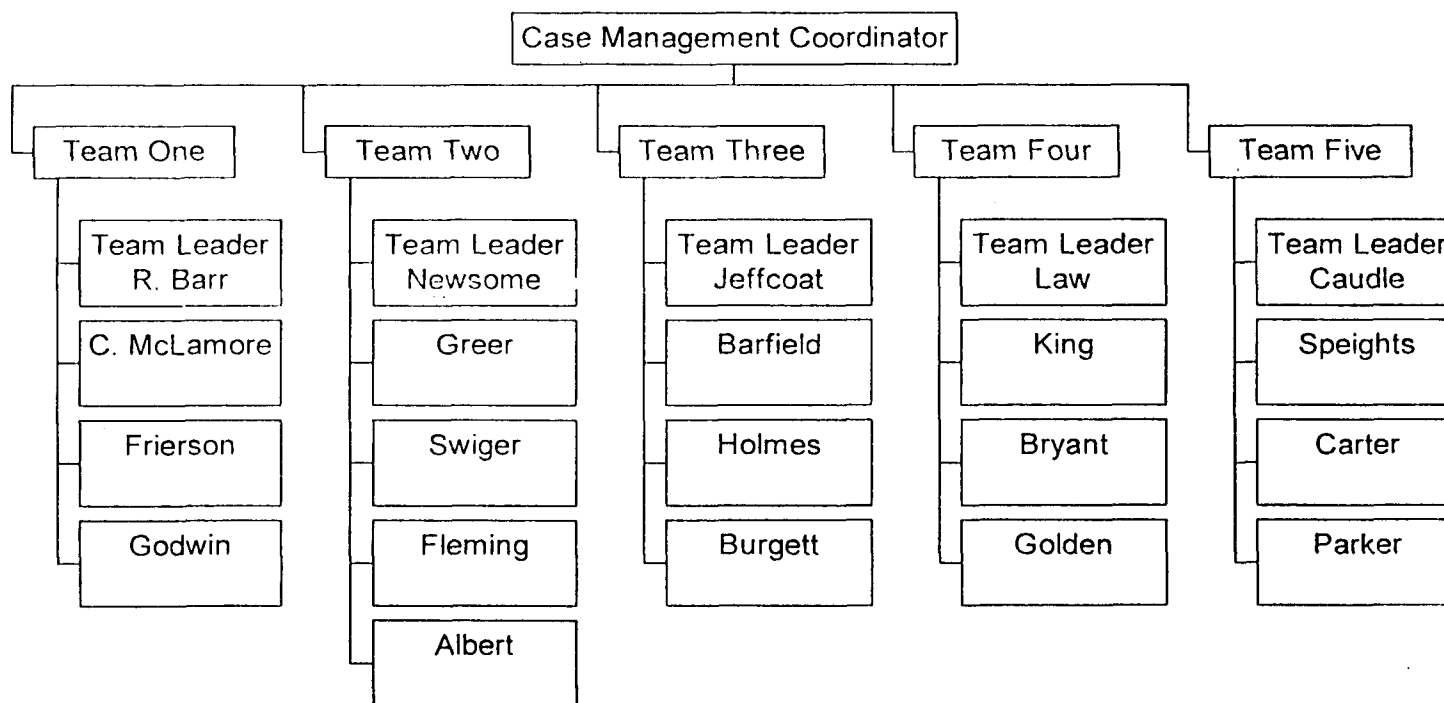 Case Management Coordinator
Team One
Team Two
Team Three
Team Four
Team Five
Team Leader
R. Barr
C. McLamore
Frierson
Godwin
Team Leader
Newsome
Greer
Swiger
Fleming
Albert
Team Leader
Jeffcoat
Barfield
Holmes
Burgett
Team Leader
Law
King
Bryant
Golden
Team Leader
Caudle
Speights
Carter
Parker